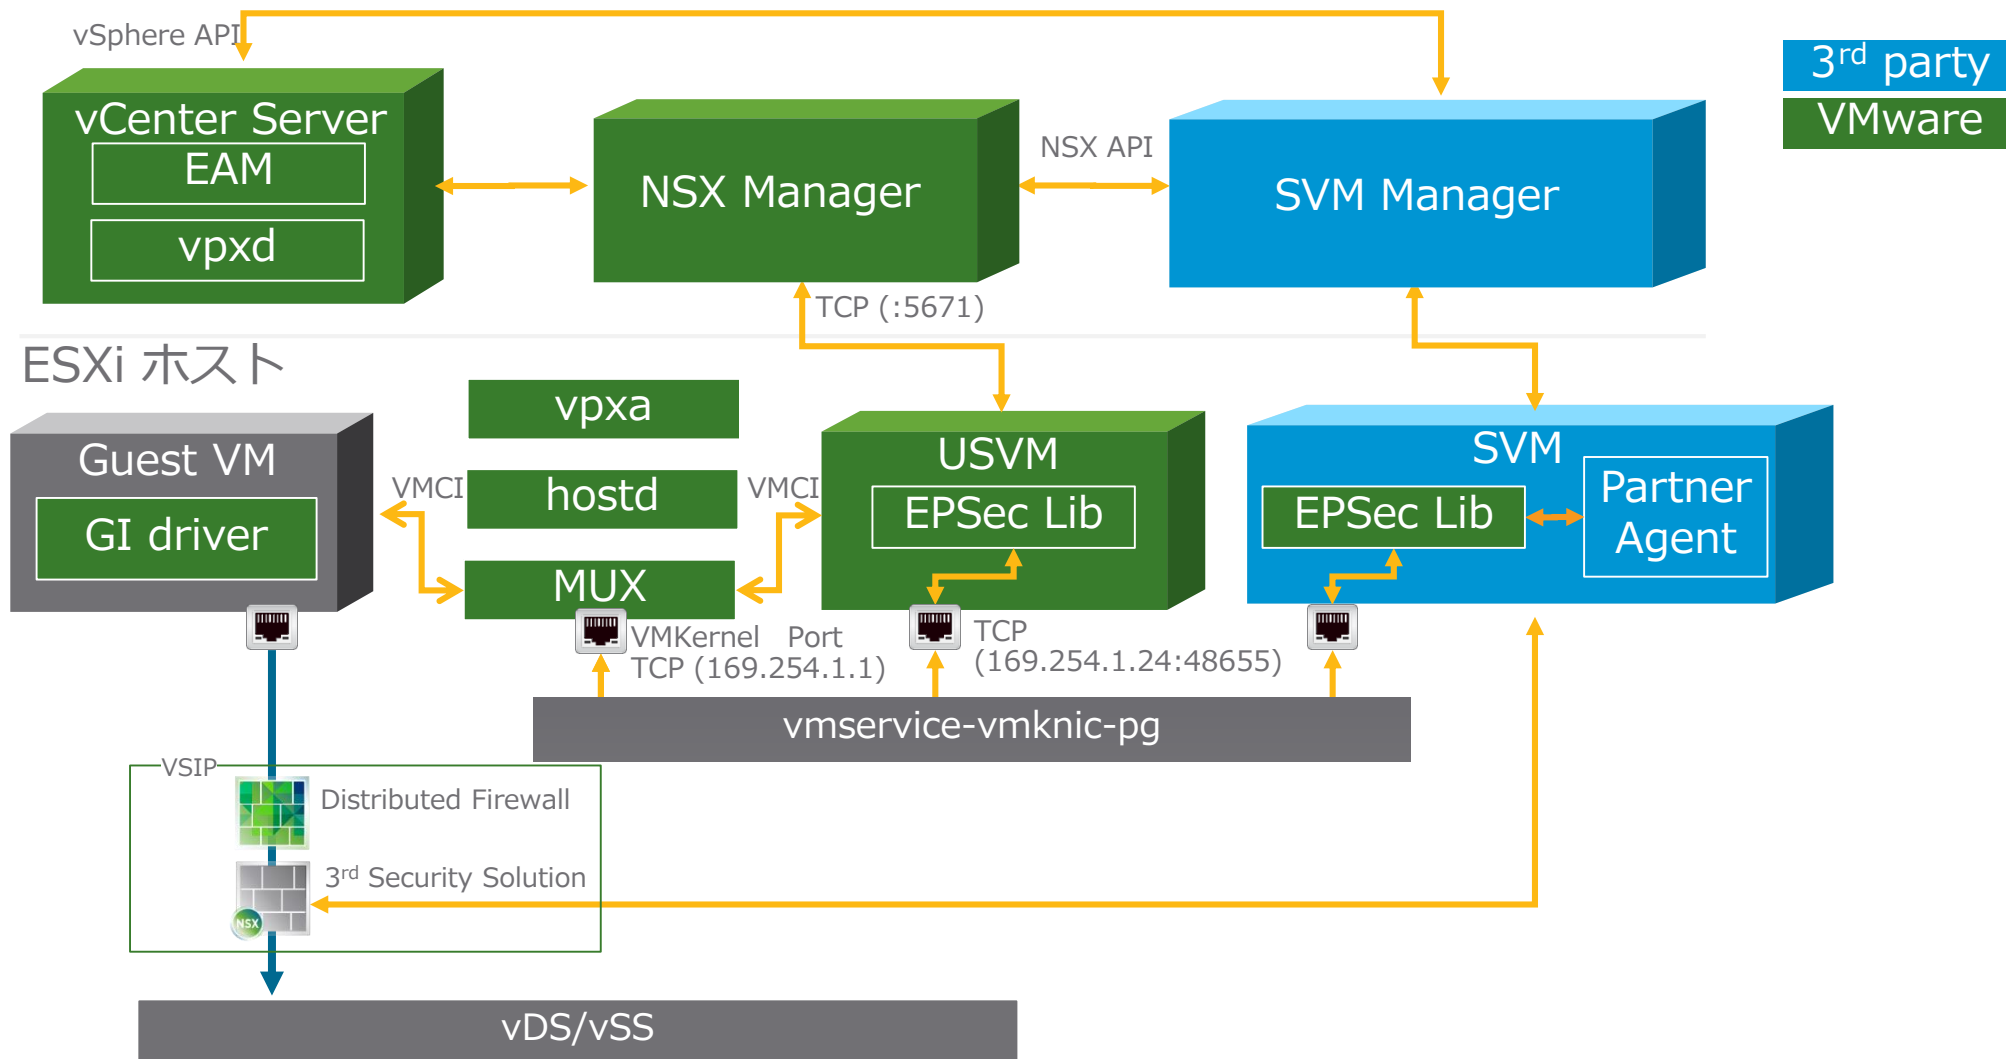 vSphere API
3rd party
VMware
vCenter Server
EAM
vpxd
NSX Manager
NSX API
SVM Manager
TCP (:5671)
ESXi ホスト
Guest VM
GI driver
VMCI
vpxa
hostd
MUX
VMCI
USVM
EPSec Lib
SVM
EPSec Lib
Partner
Agent
VMKernel Port
TCP (169.254.1.1)
TCP
(169.254.1.24:48655)
vmservice-vmknic-pg
VSIP
Distributed Firewall
3rd Security Solution
NSX
vDS/vSS